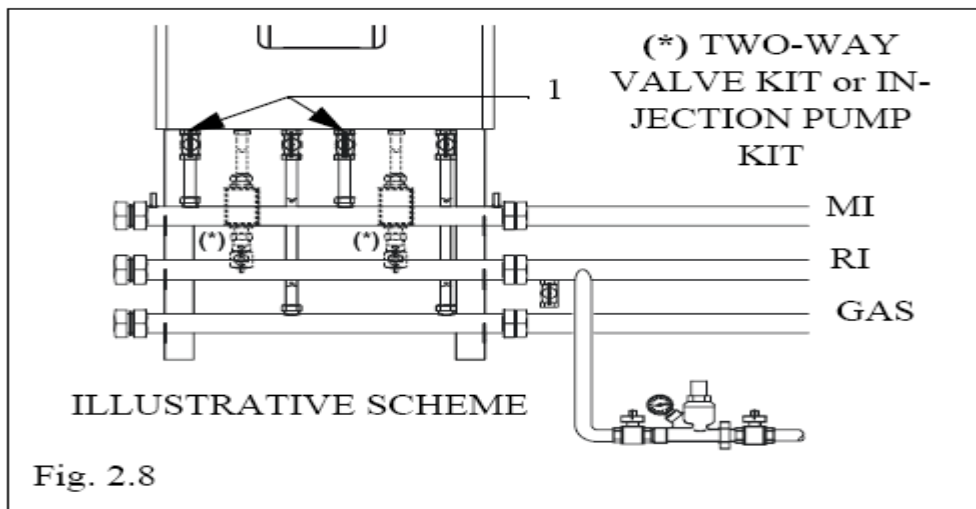 (*) TWO-WAY
VALVE KIT or IN-
JECTION PUMP
KIT
1
MI
(*)
(*)
RI
GAS
ILLUSTRATIVE SCHEME
Fig. 2.8